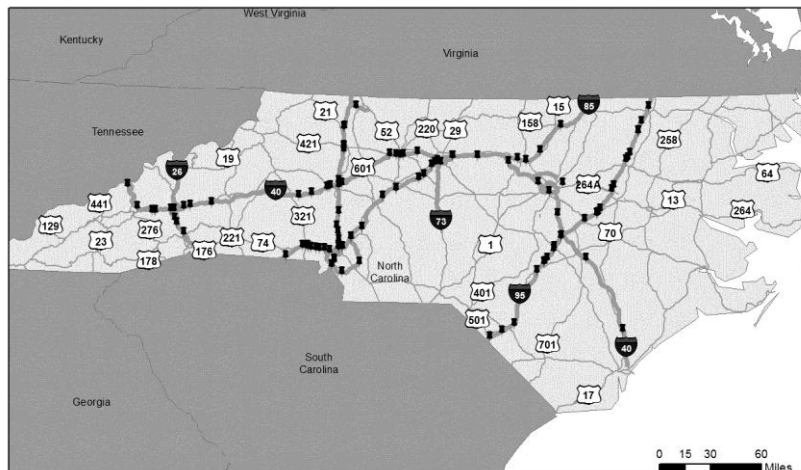 West Virginia
Kentucky
Virginia
21
15
85
52
220
29
158
421
258
Tennessee
19
26
601
264A
64
40
441
321
13
264
129
276
73
23
221
74
1
70
178
176
North
Carolina
401
95
501
701
40
South
Carolina
17
Georgia
0 15 30 60
Miles